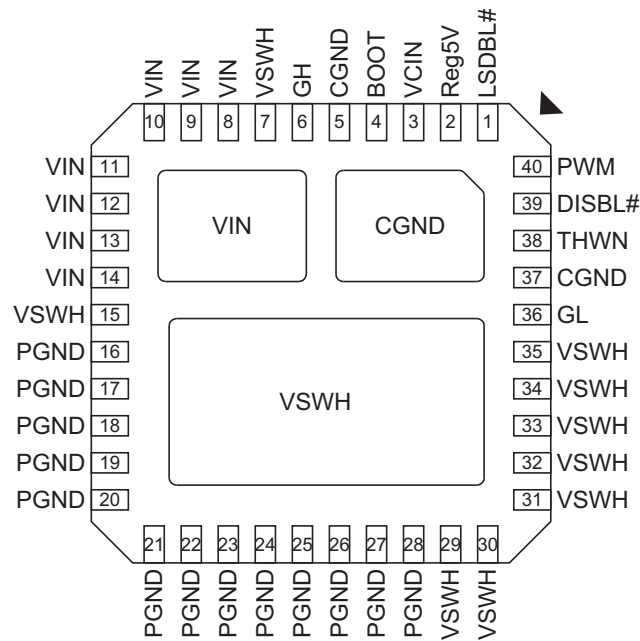 VIN
VIN
VIN
VSWH
GH
CGND
BOOT
VCIN
Reg5V
LSDBL#
10 9 8 7 6 5 4 3 2 1
VIN 11
VIN 12
VIN 13
VIN 14
VSWH 15
PGND 16
PGND 17
PGND 18
PGND 19
PGND 20
VIN
CGND
VSWH
40 PWM
39 DISBL#
38 THWN
37 CGND
36 GL
35 VSWH
34 VSWH
33 VSWH
32 VSWH
31 VSWH
21 22 23 24 25 26 27 28 29 30
PGND
PGND
PGND
PGND
PGND
PGND
PGND
PGND
VSWH
VSWH